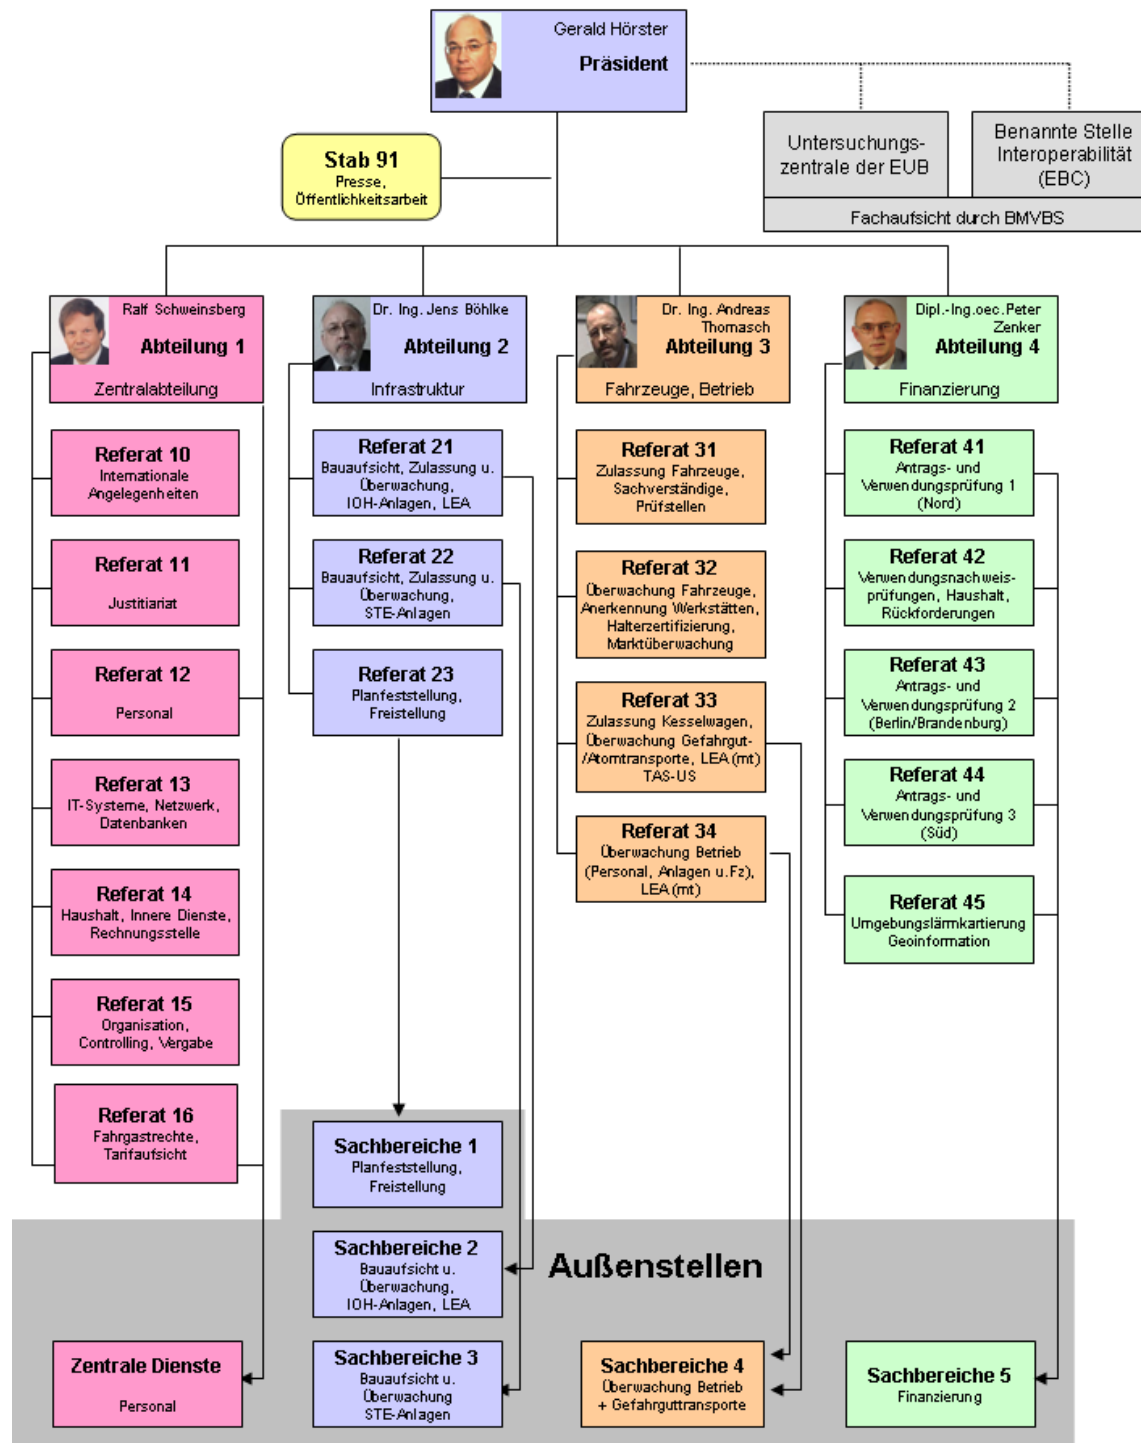 Gerald Hörster
Präsident
Untersuchungs-
zentrale der EUB
Benannte Stelle
Interoperabilität
(EBC)
Fachaufsicht durch BMVBS
Stab 91
Presse,
Öffentlichkeitsarbeit
Ralf Schweinsberg
Abteilung 1
Zentralabteilung
Dr. Ing. Jens Böhlke
Abteilung 2
Infrastruktur
Dr. Ing. Andreas
Thomasch
Abteilung 3
Fahrzeuge, Betrieb
Dipl.-Ing.oec.Peter
Zenker
Abteilung 4
Finanzierung
Referat 10
Internationale
Angelegenheiten
Referat 11
Justitiariat
Referat 12
Personal
Referat 13
IT-Systeme, Netzwerk,
Datenbanken
Referat 14
Haushalt, Innere Dienste,
Rechnungsstelle
Referat 15
Organisation,
Controlling, Vergabe
Referat 16
Fahrgastrechte,
Tarifaufsicht
Referat 21
Bauaufsicht, Zulassung u.
Überwachung,
IOH-Anlagen, LEA
Referat 22
Bauaufsicht, Zulassung u.
Überwachung,
STE-Anlagen
Referat 23
Planfeststellung,
Freistellung
Referat 31
Zulassung Fahrzeuge,
Sachverständige,
Prüfstellen
Referat 32
Überwachung Fahrzeuge,
Anerkennung Werkstätten,
Halterzertifizierung,
Marktüberwachung
Referat 33
Zulassung Kesselwagen,
Überwachung Gefahrgut-
/Atomtransporte, LEA (mt)
TAS-US
Referat 34
Überwachung Betrieb
(Personal, Anlagen u.Fz),
LEA (mt)
Referat 41
Antrags- und
Verwendungsprüfung 1
(Nord)
Referat 42
Verwendungsnachweis-
prüfungen, Haushalt,
Rückforderungen
Referat 43
Antrags- und
Verwendungsprüfung 2
(Berlin/Brandenburg)
Referat 44
Antrags- und
Verwendungsprüfung 3
(Süd)
Referat 45
Umgebungslärmkartierung
Geoinformation
Außenstellen
Sachbereiche 1
Planfeststellung,
Freistellung
Sachbereiche 2
Bauaufsicht u.
Überwachung,
IOH-Anlagen, LEA
Zentrale Dienste
Personal
Sachbereiche 3
Bauaufsicht u.
Überwachung
STE-Anlagen
Sachbereiche 4
Überwachung Betrieb
+ Gefahrguttransporte
Sachbereiche 5
Finanzierung